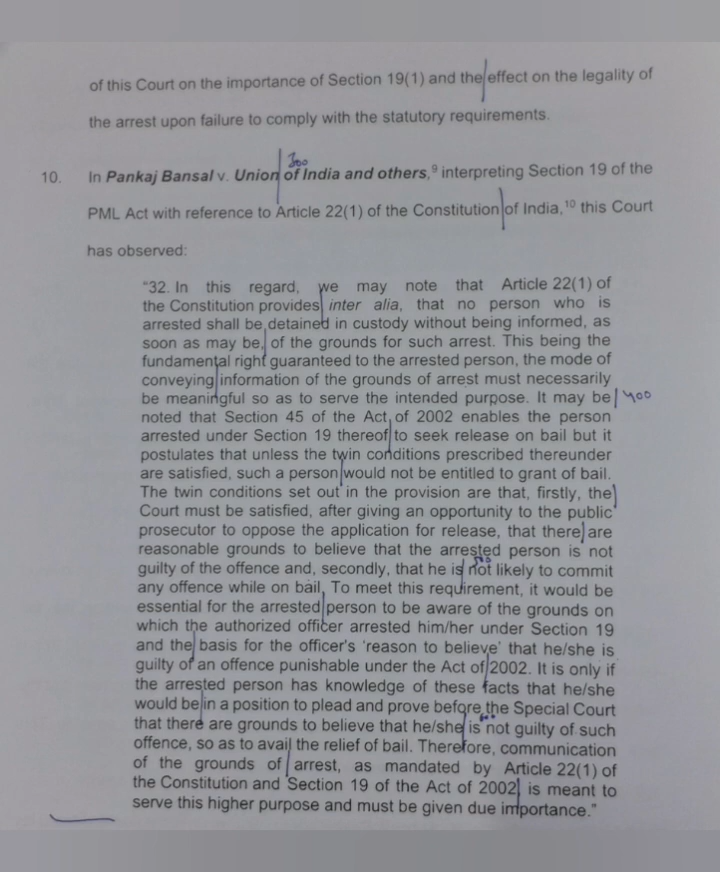 of this Court on the importance of Section 19(1) and the effect on the legality of
the arrest upon failure to comply with the statutory requirements.
300
10. In Pankaj Bansal v. Union of India and others,⁹ interpreting Section 19 of the
PML Act with reference to Article 22(1) of the Constitution of India,¹⁰ this Court
has observed:
"32. In this regard, we may note that Article 22(1) of
the Constitution provides inter alia, that no person who is
arrested shall be detained in custody without being informed, as
soon as may be, of the grounds for such arrest. This being the
fundamental right guaranteed to the arrested person, the mode of
conveying information of the grounds of arrest must necessarily
be meaningful so as to serve the intended purpose. It may be 400
noted that Section 45 of the Act of 2002 enables the person
arrested under Section 19 thereof to seek release on bail but it
postulates that unless the twin conditions prescribed thereunder
are satisfied, such a person would not be entitled to grant of bail.
The twin conditions set out in the provision are that, firstly, the
Court must be satisfied, after giving an opportunity to the public
prosecutor to oppose the application for release, that there are
reasonable grounds to believe that the arrested person is not
500
guilty of the offence and, secondly, that he is not likely to commit
any offence while on bail. To meet this requirement, it would be
essential for the arrested person to be aware of the grounds on
which the authorized officer arrested him/her under Section 19
and the basis for the officer's 'reason to believe' that he/she is
guilty of an offence punishable under the Act of 2002. It is only if
the arrested person has knowledge of these facts that he/she
would be in a position to plead and prove before the Special Court
600
that there are grounds to believe that he/she is not guilty of such
offence, so as to avail the relief of bail. Therefore, communication
of the grounds of arrest, as mandated by Article 22(1) of
the Constitution and Section 19 of the Act of 2002, is meant to
serve this higher purpose and must be given due importance."